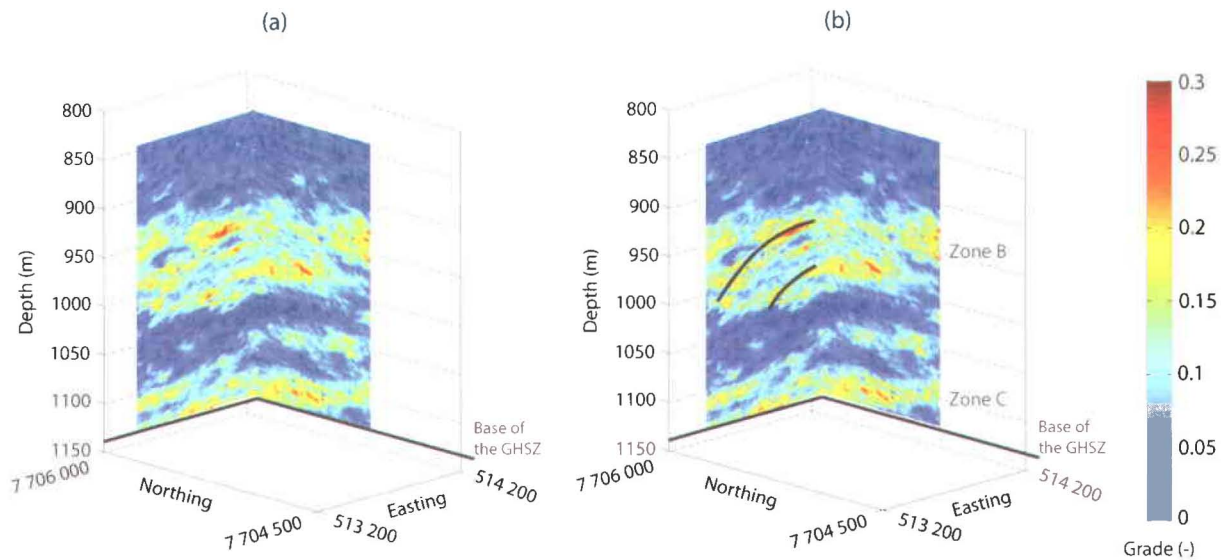 (a)
800
850
900
950
1000
1050
1100
1150
Depth (m)
7 706 000
Northing
7 704 500
513 200
Easting
514 200
Base of
the GHSZ
(b)
800
850
900
950
1000
1050
1100
1150
Depth (m)
Zone B
Zone C
7 706 000
Northing
7 704 500
513 200
Easting
514 200
Base of
the GHSZ
0.3
0.25
0.2
0.15
0.1
0.05
0
Grade (-)